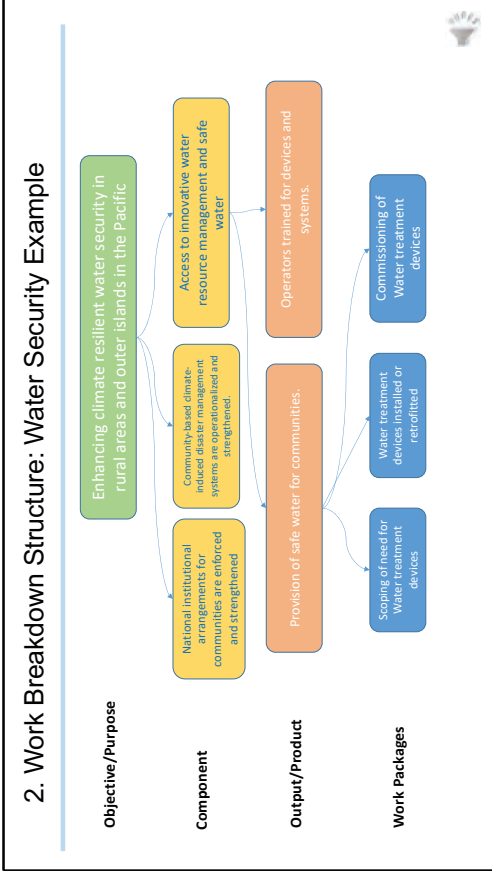 2. Work Breakdown Structure: Water Security Example
Objective/Purpose
Enhancing climate resilient water security in
rural areas and outer islands in the Pacific
Component
National institutional
arrangements for
communities are enforced
and strengthened
Community-based climate-
induced disaster management
systems are operationalized and
strengthened.
Access to innovative water
resource management and safe
water
Output/Product
Provision of safe water for communities.
Operators trained for devices and
systems.
Work Packages
Scoping of need for
Water treatment
devices
Water treatment
devices installed or
retrofitted
Commissioning of
Water treatment
devices